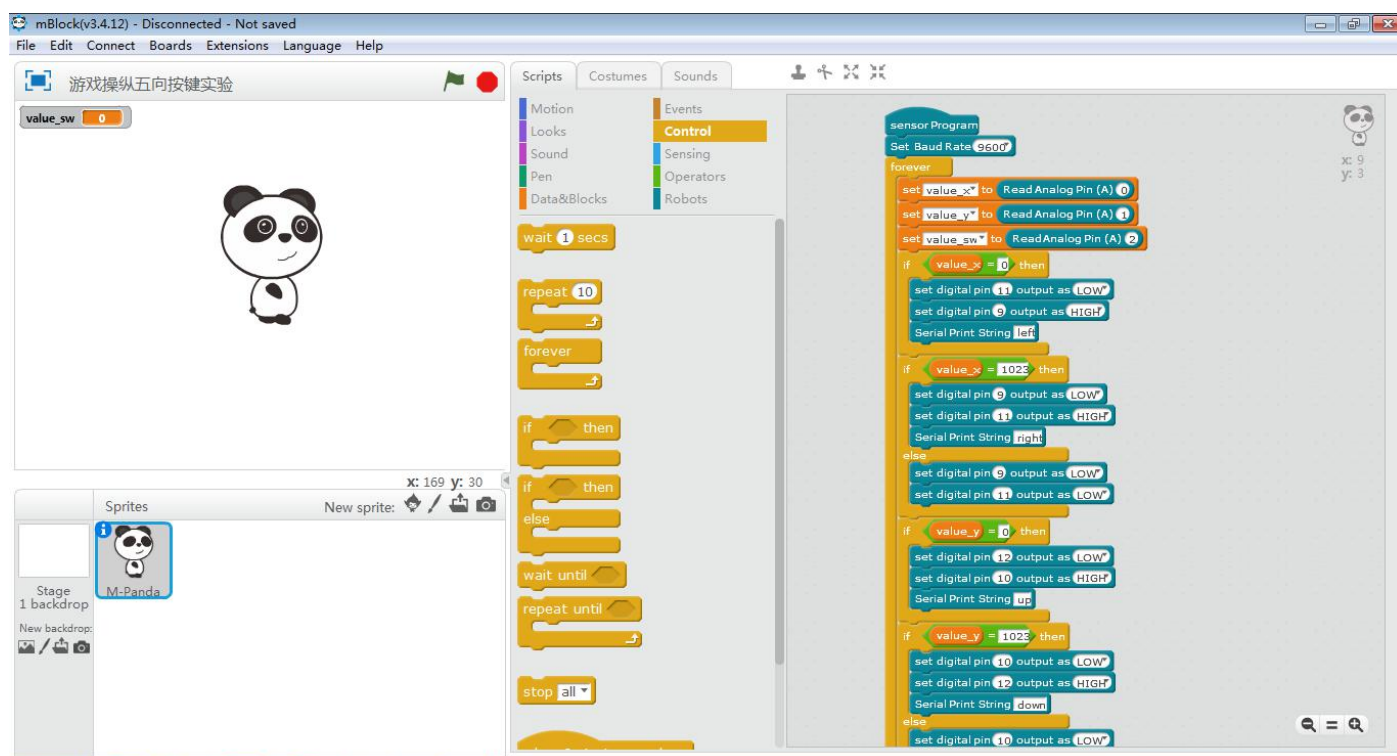 mBlock(v3.4.12) - Disconnected - Not saved
File Edit Connect Boards Extensions Language Help
游戏操纵五向按键实验
value_sw 0
x: 169 y: 30
Sprites New sprite:
Stage
1 backdrop
New backdrop:
M-Panda
Scripts Costumes Sounds
Motion Events
Looks Control
Sound Sensing
Pen Operators
Data&Blocks Robots
wait 1 secs
repeat 10
forever
if then
if then
else
wait until
repeat until
stop all
sensor Program
Set Baud Rate 9600
forever
set value_x to Read Analog Pin (A) 0
set value_y to Read Analog Pin (A) 1
set value_sw to Read Analog Pin (A) 2
if value_x = 0 then
set digital pin 11 output as LOW
set digital pin 9 output as HIGH
Serial Print String left
if value_x = 1023 then
set digital pin 9 output as LOW
set digital pin 11 output as HIGH
Serial Print String right
else
set digital pin 9 output as LOW
set digital pin 11 output as LOW
if value_y = 0 then
set digital pin 12 output as LOW
set digital pin 10 output as HIGH
Serial Print String up
if value_y = 1023 then
set digital pin 10 output as LOW
set digital pin 12 output as HIGH
Serial Print String down
else
set digital pin 10 output as LOW
x: 9
y: 3